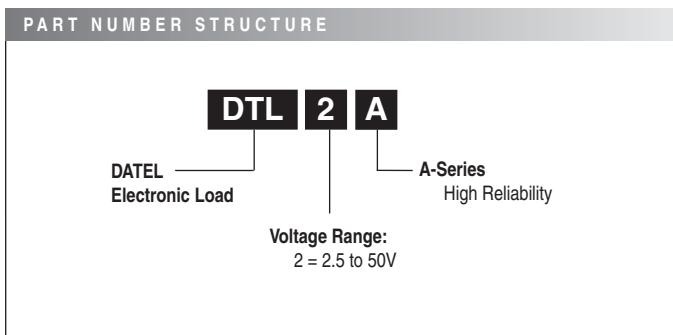 PART NUMBER STRUCTURE
DTL 2 A
DATEL
Electronic Load
A-Series
High Reliability
Voltage Range:
2 = 2.5 to 50V